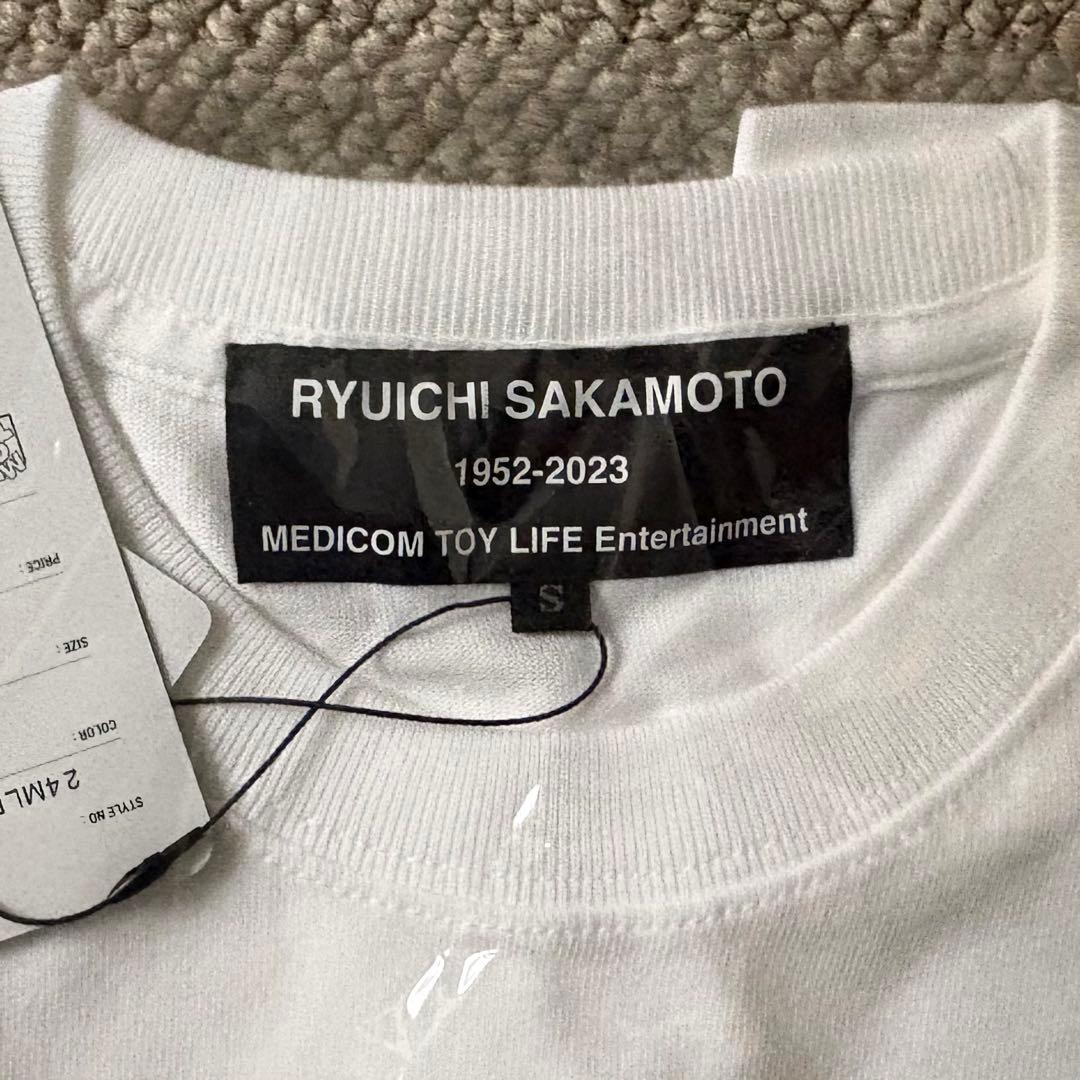 RYUICHI SAKAMOTO
1952-2023
MEDICOM TOY LIFE Entertainment
S
STYLE NO :
24ML
COLOR :
SIZE :
PRICE :